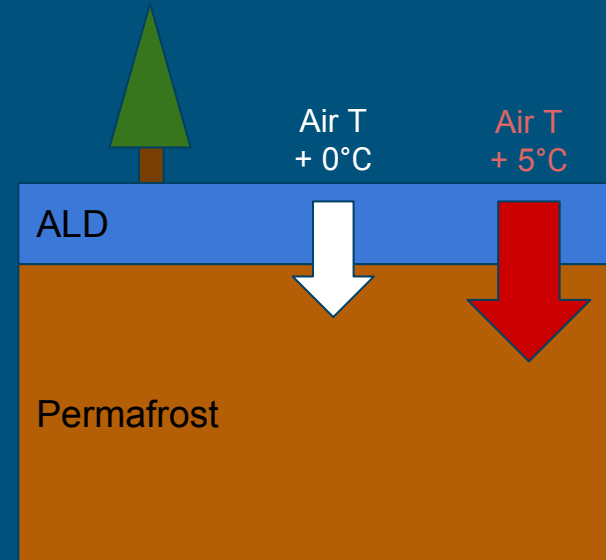 Air T
+ 0°C
Air T
+ 5°C
ALD
Permafrost